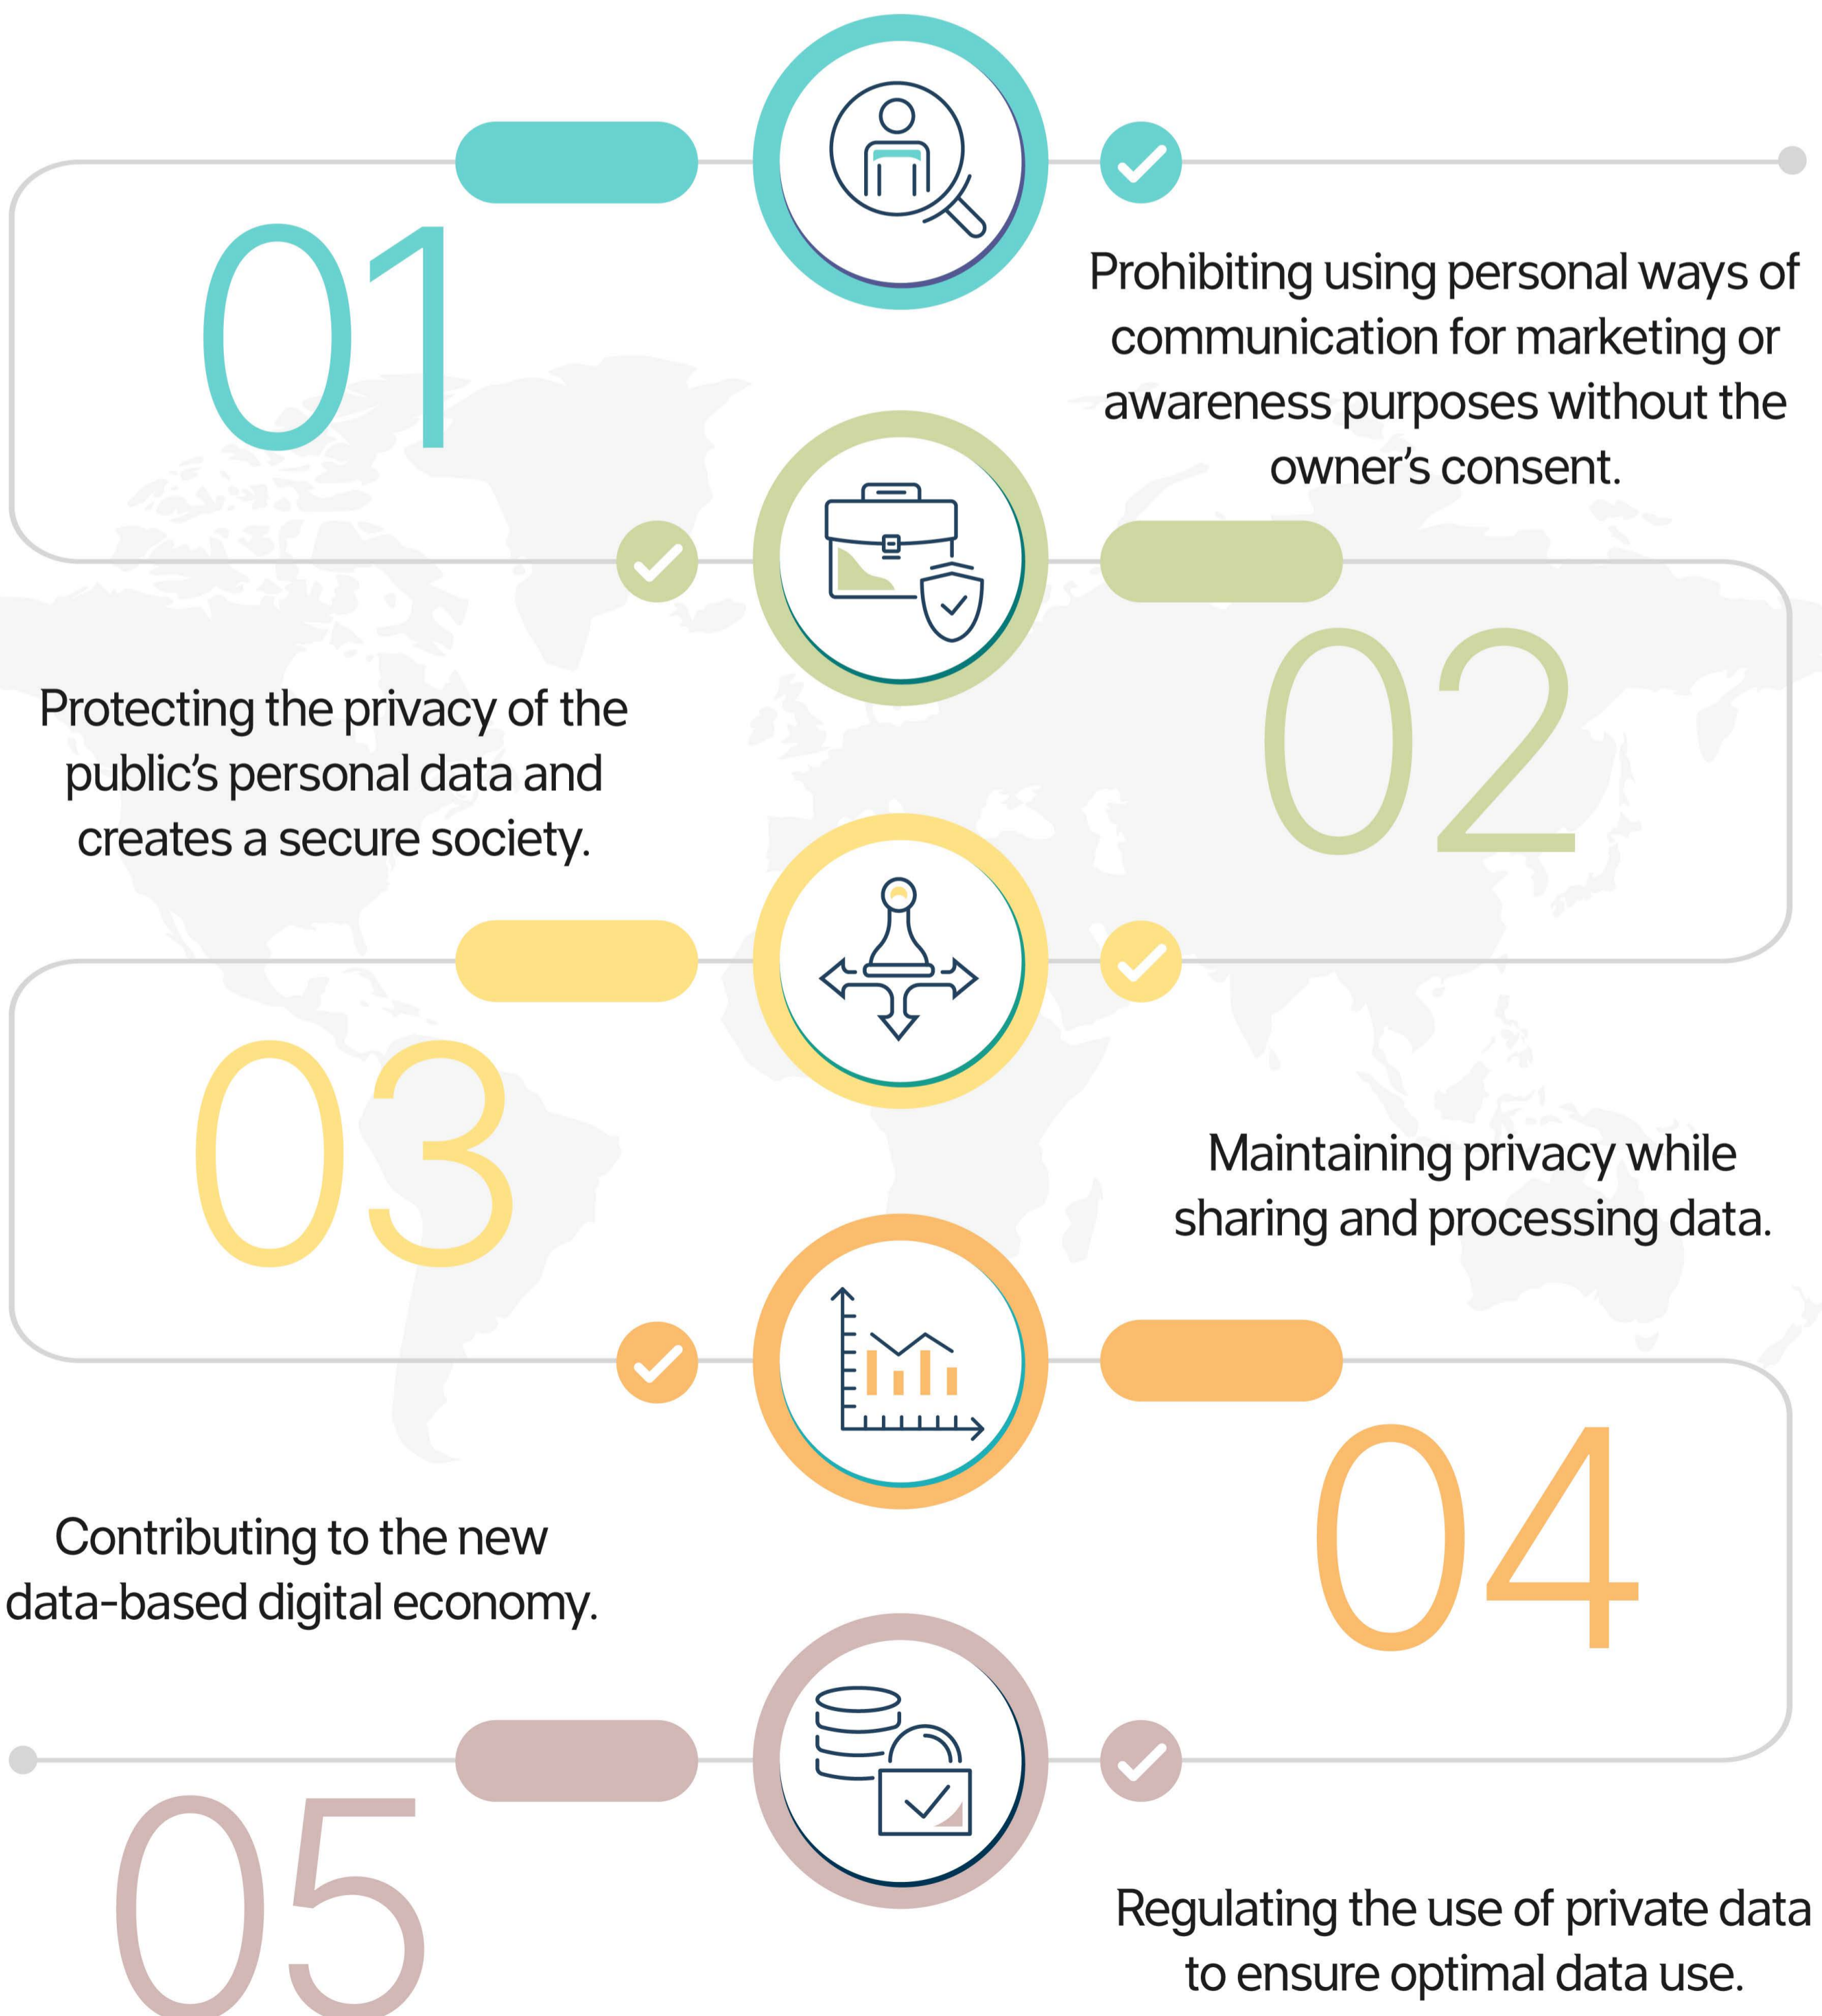 01
Prohibiting using personal ways of
communication for marketing or
awareness purposes without the
owner’s consent.
02
Protecting the privacy of the
public’s personal data and
creates a secure society.
03
Maintaining privacy while
sharing and processing data.
04
Contributing to the new
data-based digital economy.
05
Regulating the use of private data
to ensure optimal data use.